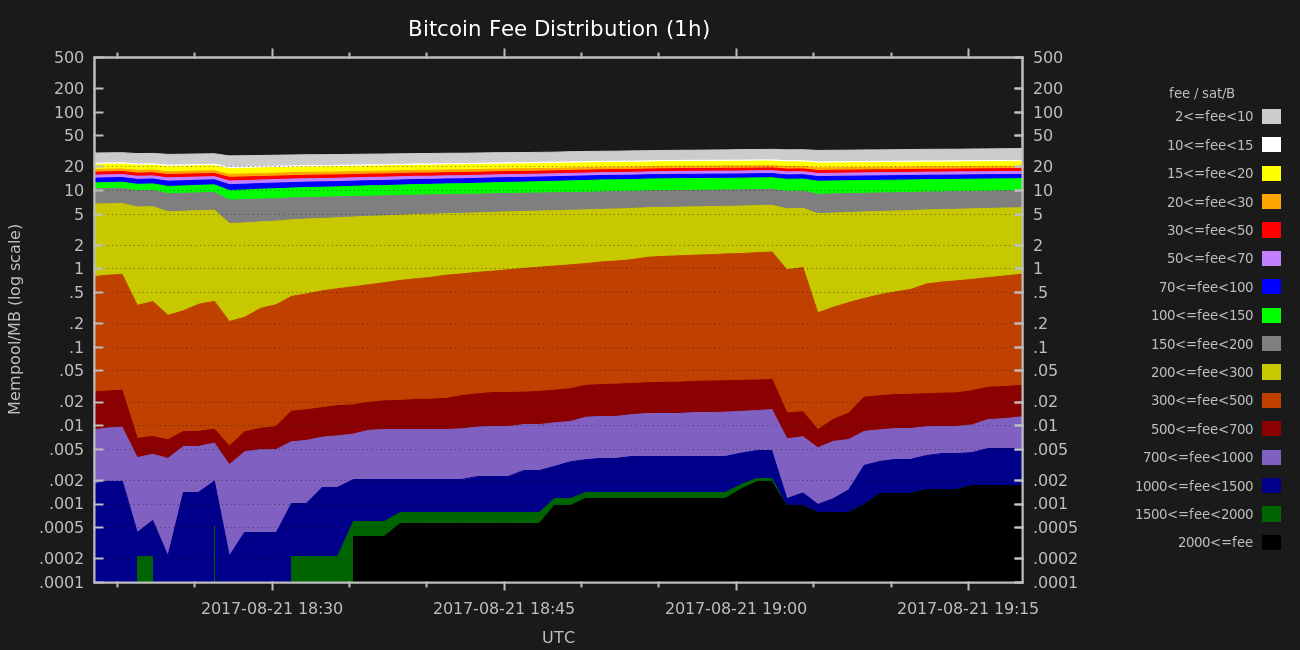 Bitcoin Fee Distribution (1h)
500 500
200 200
100 100
50 50
20 20
10 10
5 5
2 2
1 1
.5 .5
.2 .2
.1 .1
.05 .05
.02 .02
.01 .01
.005 .005
.002 .002
.001 .001
.0005 .0005
.0002 .0002
.0001 .0001
Mempool/MB (log scale)
2017-08-21 18:30 2017-08-21 18:45 2017-08-21 19:00 2017-08-21 19:15
UTC
fee / sat/B
2<=fee<10
10<=fee<15
15<=fee<20
20<=fee<30
30<=fee<50
50<=fee<70
70<=fee<100
100<=fee<150
150<=fee<200
200<=fee<300
300<=fee<500
500<=fee<700
700<=fee<1000
1000<=fee<1500
1500<=fee<2000
2000<=fee